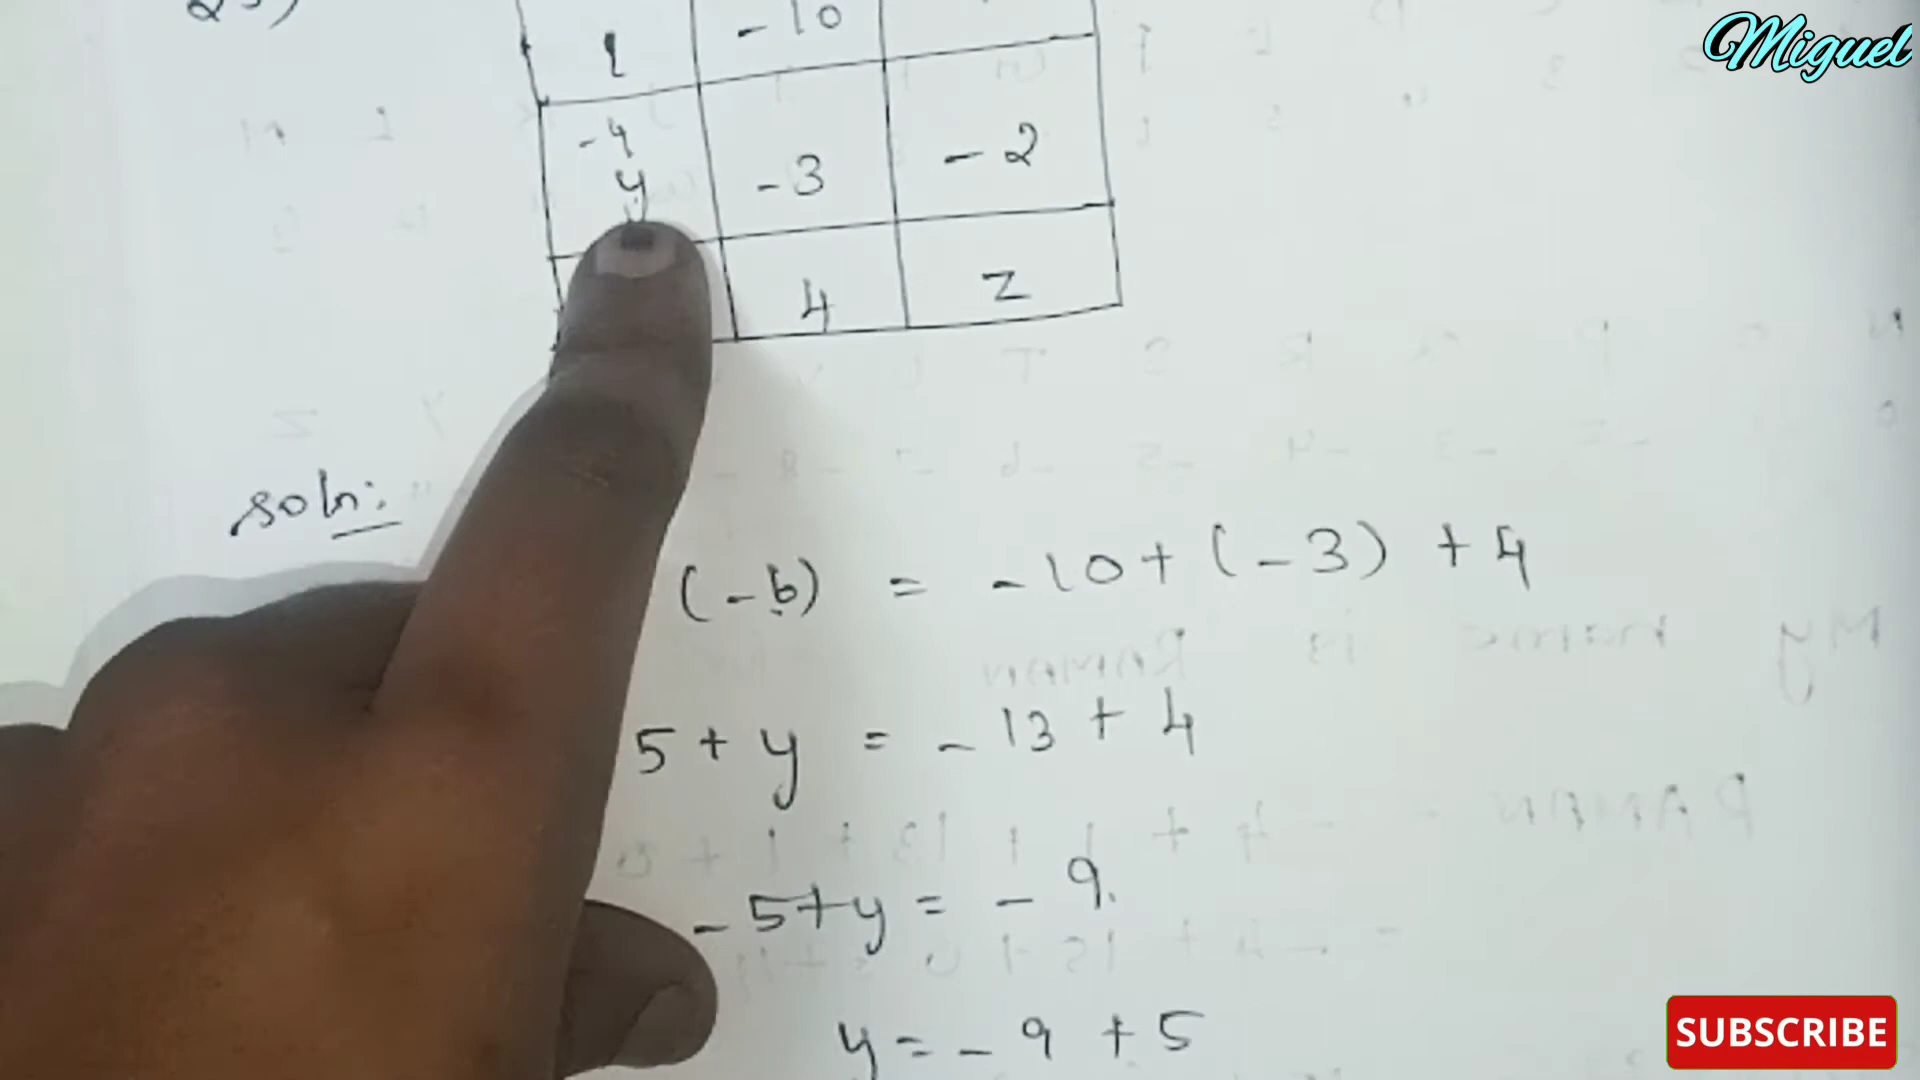 Miguel
1 -10
-4
y -3 -2
4 z
soln:
(-6) = -10 + (-3) + 4
5 + y = -13 + 4
-5+y = -9.
y = -9 + 5
SUBSCRIBE